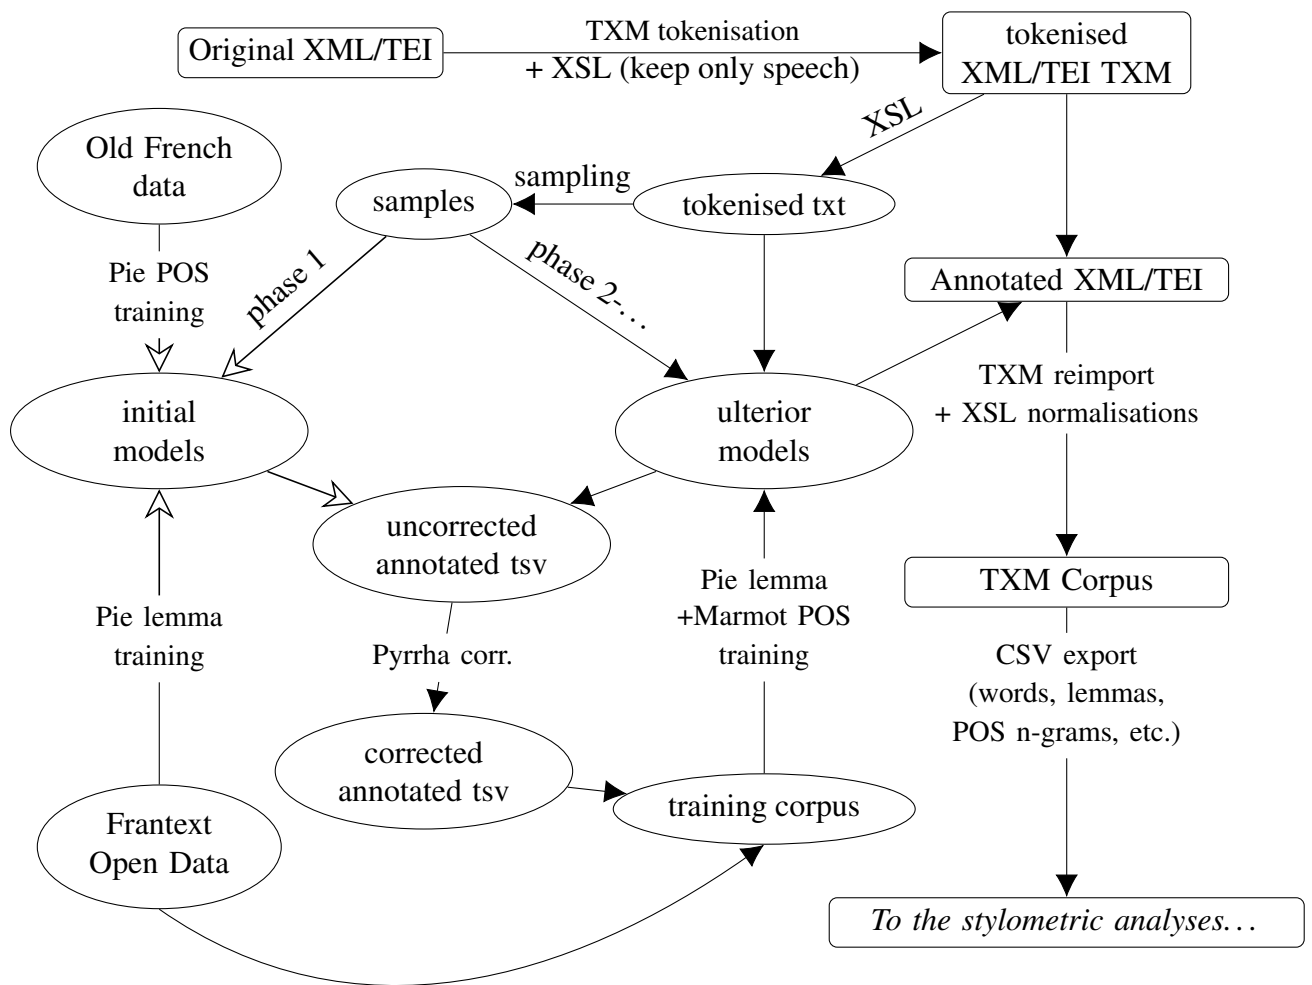 Original XML/TEI
TXM tokenisation
+ XSL (keep only speech)
tokenised
XML/TEI TXM
XSL
Old French
data
samples
sampling
tokenised txt
Pie POS
training
phase 1
phase 2-...
Annotated XML/TEI
TXM reimport
+ XSL normalisations
initial
models
ulterior
models
uncorrected
annotated tsv
Pie lemma
training
Pyrrha corr.
Pie lemma
+Marmot POS
training
TXM Corpus
CSV export
(words, lemmas,
POS n-grams, etc.)
corrected
annotated tsv
training corpus
Frantext
Open Data
To the stylometric analyses...